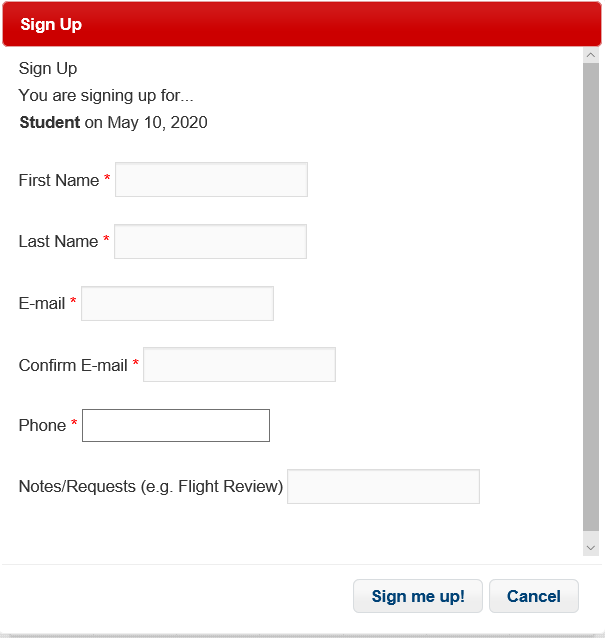 Sign Up
Sign Up
You are signing up for...
Student on May 10, 2020
First Name *
Last Name *
E-mail *
Confirm E-mail *
Phone *
Notes/Requests (e.g. Flight Review)
Sign me up! Cancel